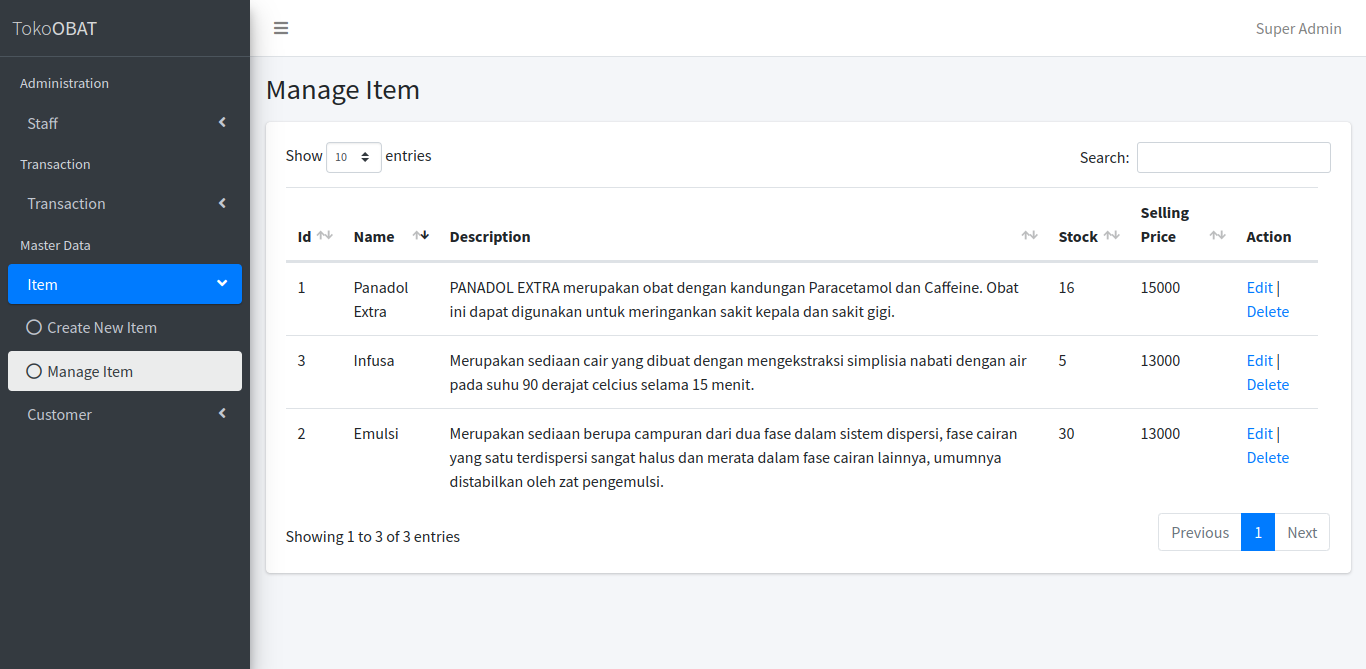 TokoOBAT
Super Admin
Administration
Staff
Transaction
Transaction
Master Data
Item
Create New Item
Manage Item
Customer
Manage Item
Show 10 entries
Search:
Id Name Description Stock Selling Price Action
1 Panadol Extra PANADOL EXTRA merupakan obat dengan kandungan Paracetamol dan Caffeine. Obat 16 15000 Edit |
ini dapat digunakan untuk meringankan sakit kepala dan sakit gigi. Delete
3 Infusa Merupakan sediaan cair yang dibuat dengan mengekstraksi simplisia nabati dengan air 5 13000 Edit |
pada suhu 90 derajat celcius selama 15 menit. Delete
2 Emulsi Merupakan sediaan berupa campuran dari dua fase dalam sistem dispersi, fase cairan 30 13000 Edit |
yang satu terdispersi sangat halus dan merata dalam fase cairan lainnya, umumnya Delete
distabilkan oleh zat pengemulsi.
Showing 1 to 3 of 3 entries
Previous 1 Next